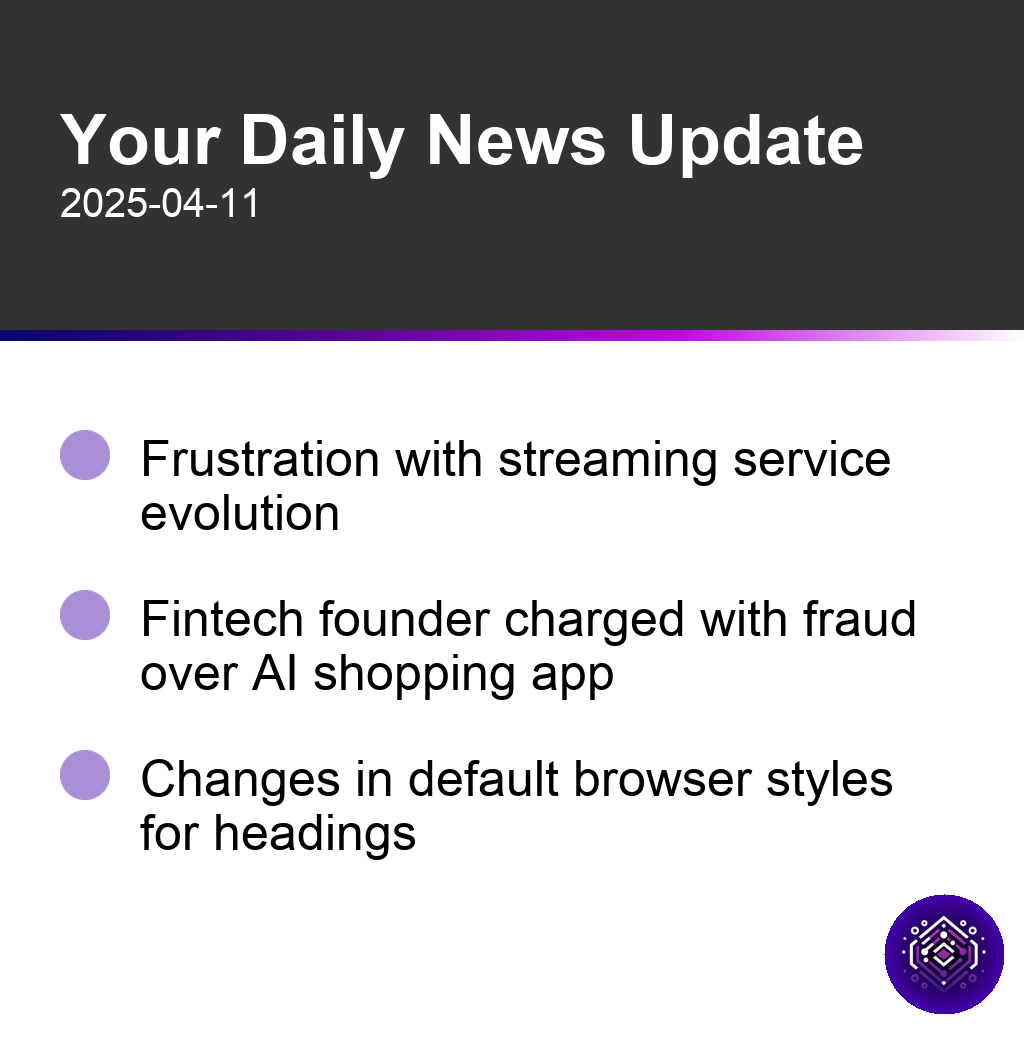 Your Daily News Update
2025-04-11
Frustration with streaming service
evolution
Fintech founder charged with fraud
over AI shopping app
Changes in default browser styles
for headings